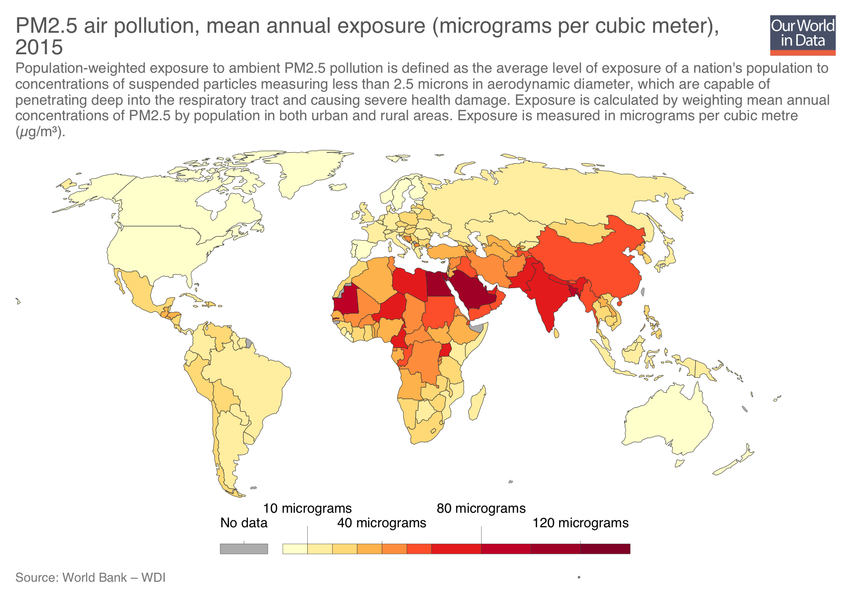 PM2.5 air pollution, mean annual exposure (micrograms per cubic meter),
2015
Our World
in Data
Population-weighted exposure to ambient PM2.5 pollution is defined as the average level of exposure of a nation's population to
concentrations of suspended particles measuring less than 2.5 microns in aerodynamic diameter, which are capable of
penetrating deep into the respiratory tract and causing severe health damage. Exposure is calculated by weighting mean annual
concentrations of PM2.5 by population in both urban and rural areas. Exposure is measured in micrograms per cubic metre
(µg/m³).
10 micrograms
80 micrograms
No data
40 micrograms
120 micrograms
Source: World Bank – WDI